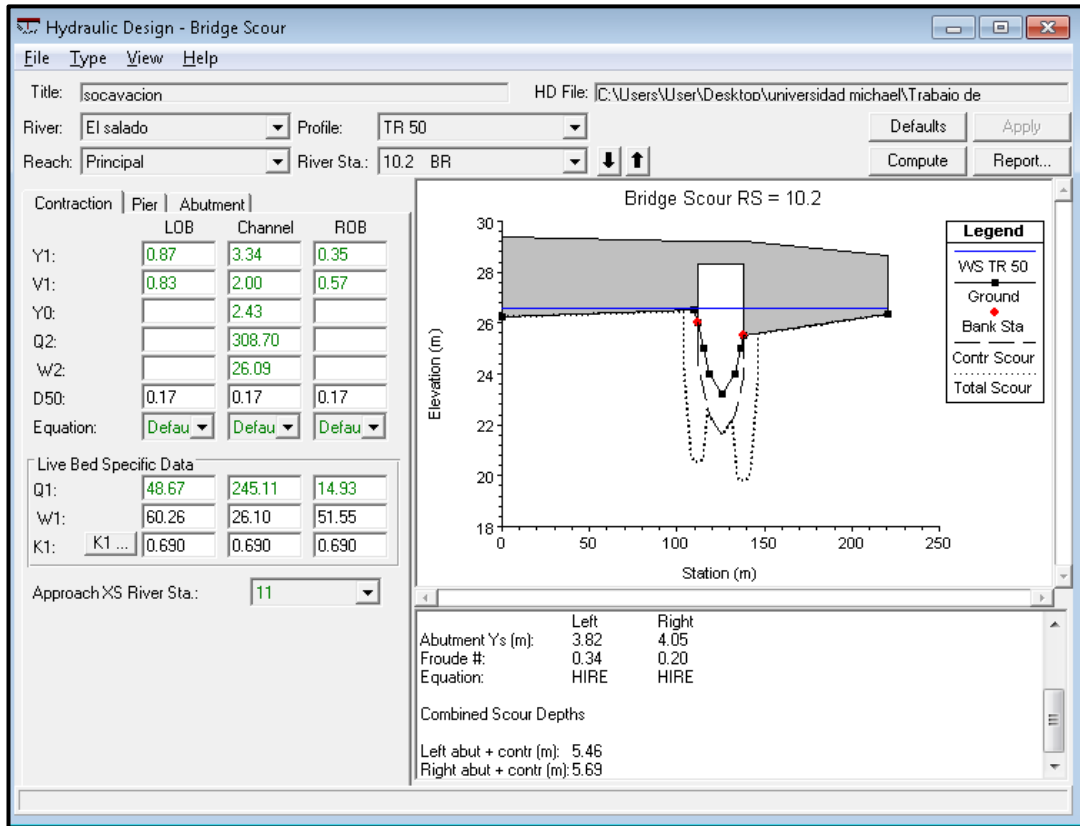 Hydraulic Design - Bridge Scour
File Type View Help
Title: socavacion HD File: C:\Users\User\Desktop\universidad michael\Trabajo de
River: El salado Profile: TR 50 Defaults Apply
Reach: Principal River Sta.: 10.2 BR Compute Report...
Contraction Pier Abutment
LOB Channel ROB
Y1: 0.87 3.34 0.35
V1: 0.83 2.00 0.57
Y0: 2.43
Q2: 308.70
W2: 26.09
D50: 0.17 0.17 0.17
Equation: Defau Defau Defau
Live Bed Specific Data
Q1: 48.67 245.11 14.93
W1: 60.26 26.10 51.55
K1: K1 ... 0.690 0.690 0.690
Approach XS River Sta.: 11
Bridge Scour RS = 10.2
30
28
26
24
22
20
18
Elevation (m)
0 50 100 150 200 250
Station (m)
Legend
WS TR 50
Ground
Bank Sta
Contr Scour
Total Scour
Left Right
Abutment Ys (m): 3.82 4.05
Froude #: 0.34 0.20
Equation: HIRE HIRE
Combined Scour Depths
Left abut + contr (m): 5.46
Right abut + contr (m): 5.69